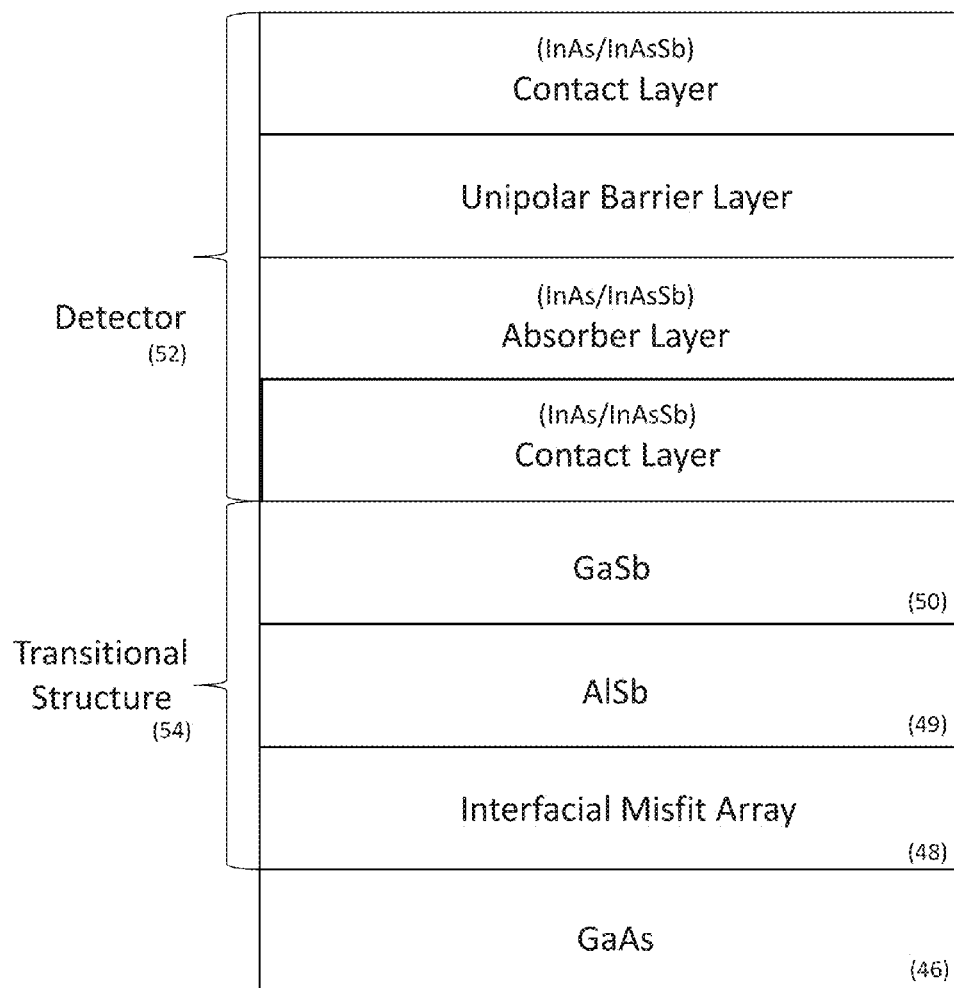 (InAs/InAsSb)
Contact Layer
Unipolar Barrier Layer
(InAs/InAsSb)
Absorber Layer
(InAs/InAsSb)
Contact Layer
Detector
(52)
GaSb
(50)
AlSb
(49)
Interfacial Misfit Array
(48)
Transitional
Structure
(54)
GaAs
(46)